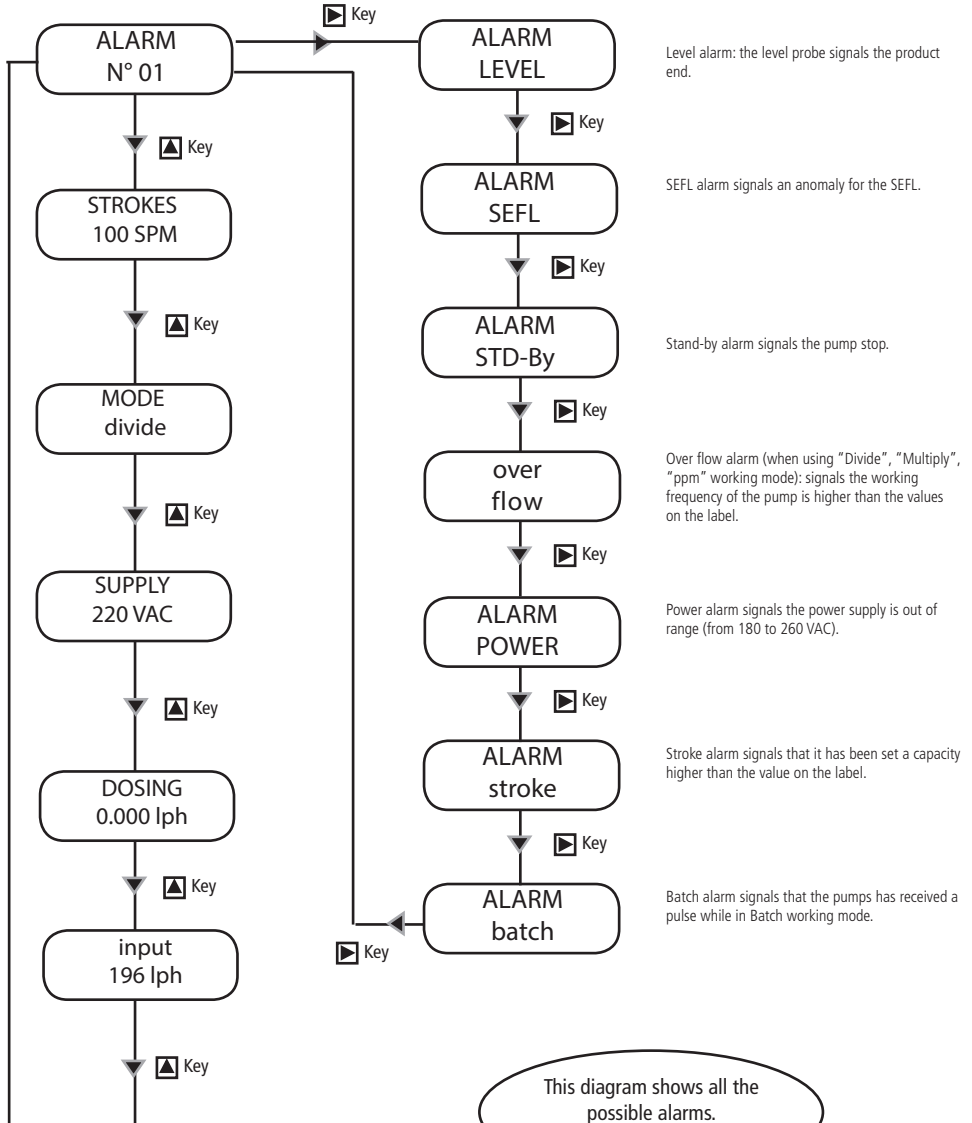 Key
ALARM
N° 01
Key
STROKES
100 SPM
Key
MODE
divide
Key
SUPPLY
220 VAC
Key
DOSING
0.000 lph
Key
input
196 lph
Key
ALARM
LEVEL
Level alarm: the level probe signals the product
end.
Key
ALARM
SEFL
SEFL alarm signals an anomaly for the SEFL.
Key
ALARM
STD-By
Stand-by alarm signals the pump stop.
Key
over
flow
Over flow alarm (when using "Divide", "Multiply",
"ppm" working mode): signals the working
frequency of the pump is higher than the values
on the label.
Key
ALARM
POWER
Power alarm signals the power supply is out of
range (from 180 to 260 VAC).
Key
ALARM
stroke
Stroke alarm signals that it has been set a capacity
higher than the value on the label.
Key
ALARM
batch
Batch alarm signals that the pumps has received a
pulse while in Batch working mode.
Key
This diagram shows all the
possible alarms.